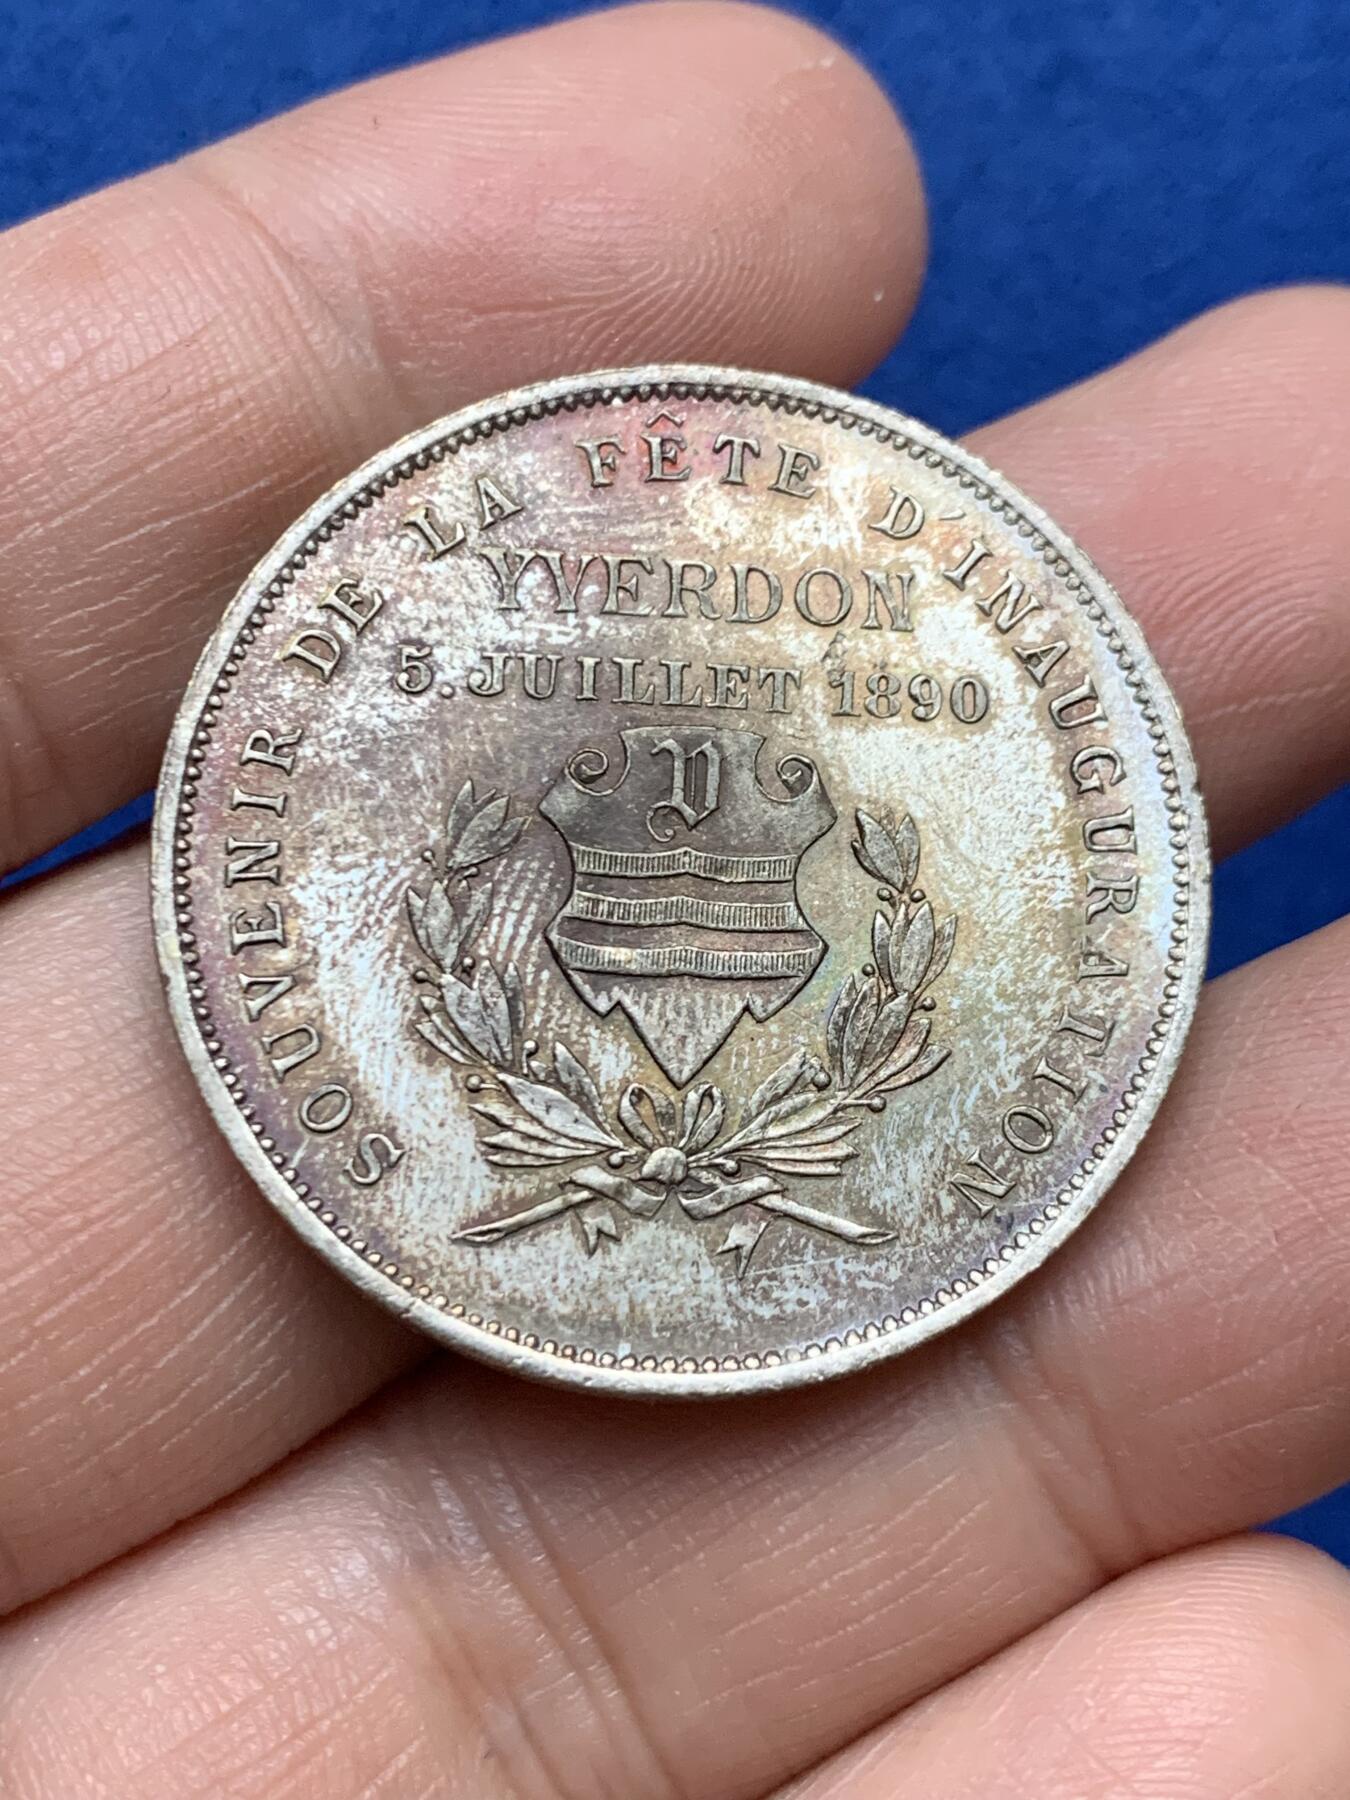 SOUVENIR DE LA FÊTE D'INAUGURATION
YVERDON
5. JUILLET 1890
Y